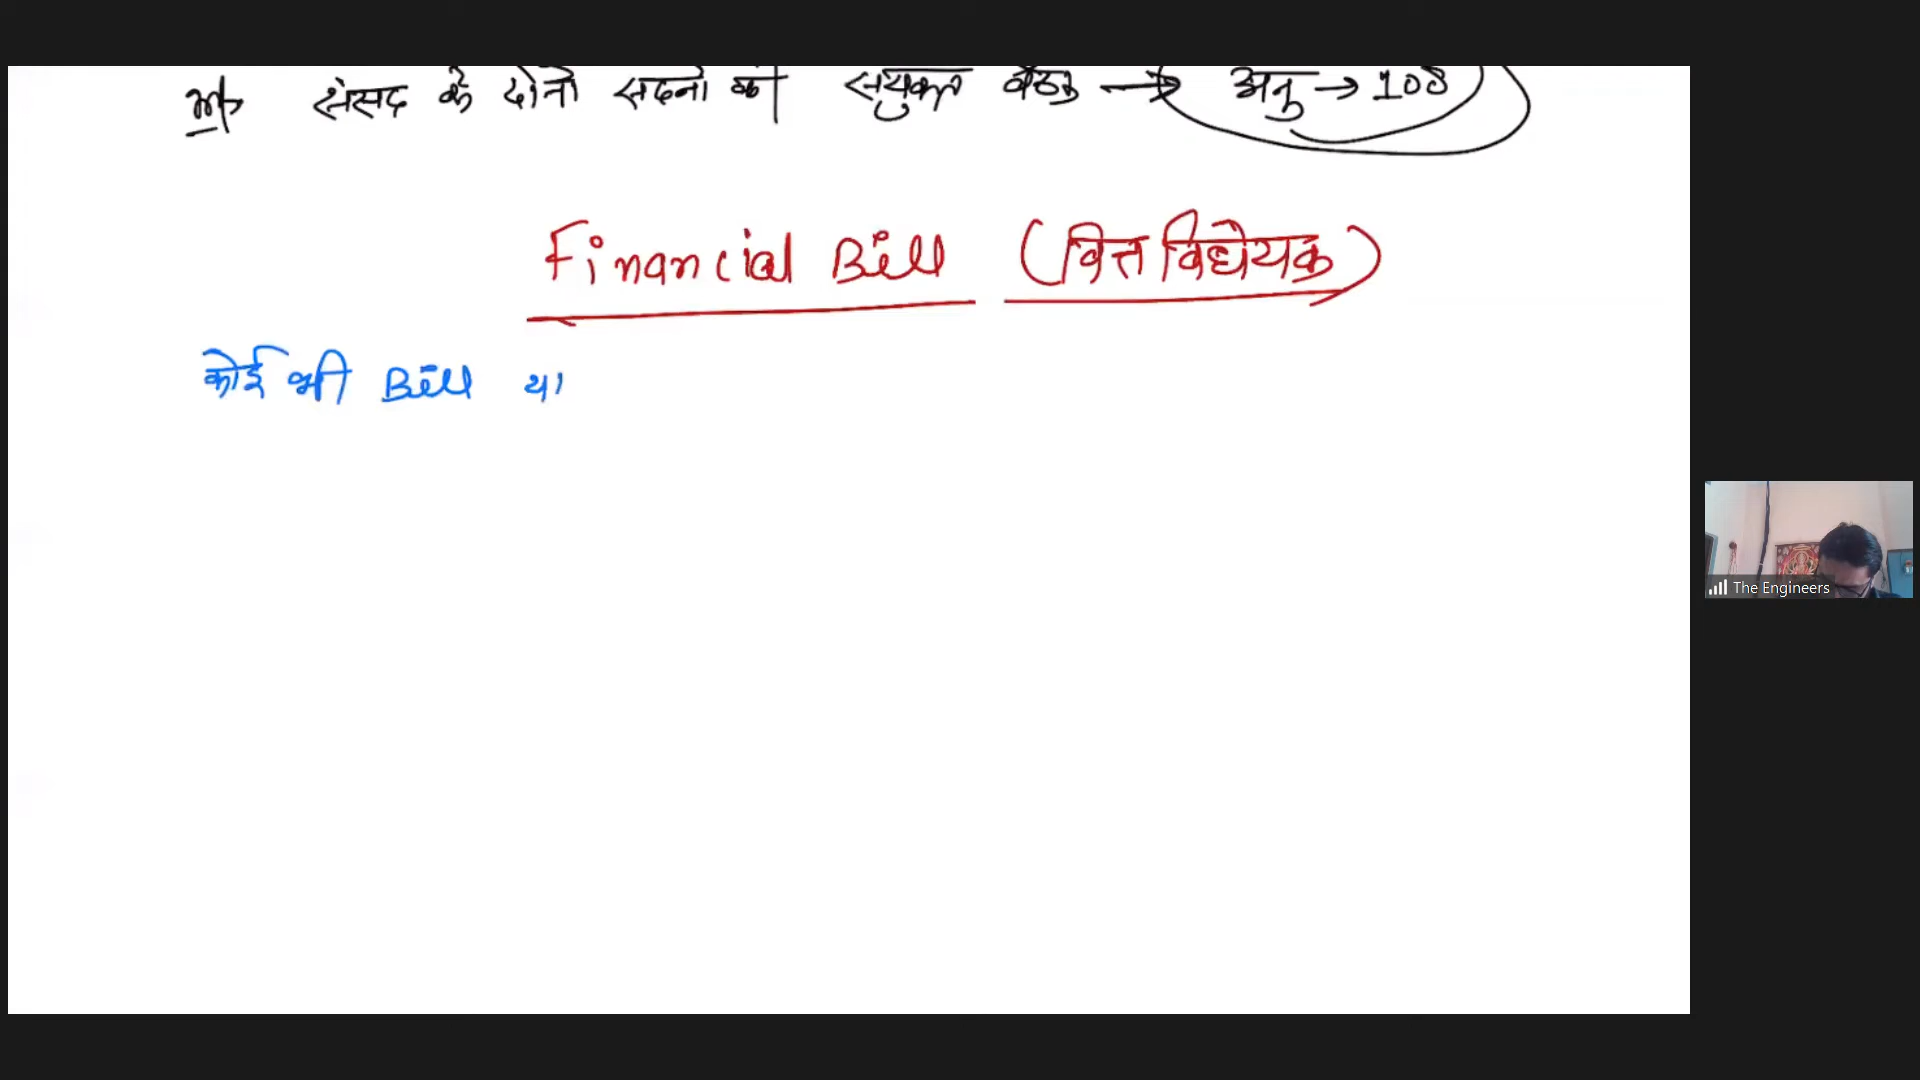 संसद के दोनो सदनो की संयुक्त बैठक → अनु → 108
Financial Bill (वित्त विधेयक)
कोई भी Bill या
The Engineers